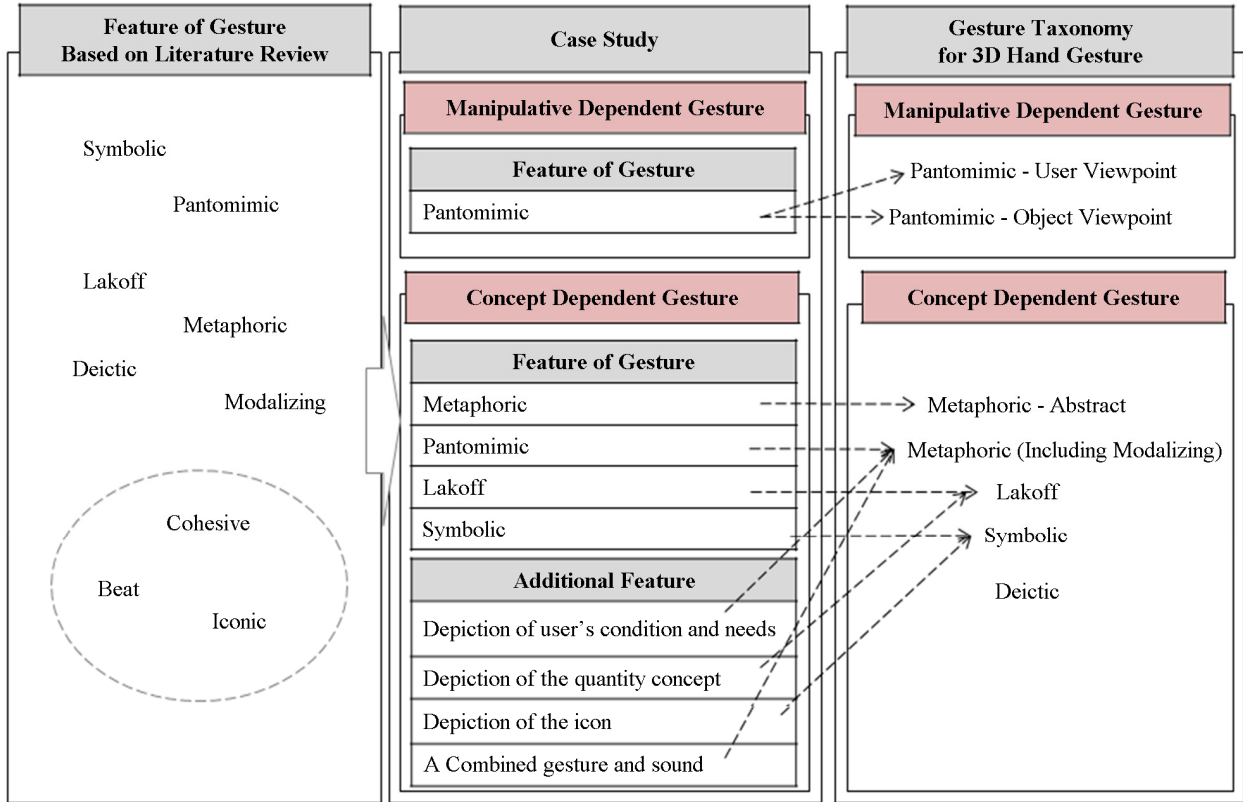 Feature of Gesture
Based on Literature Review
Symbolic
Pantomimic
Lakoff
Metaphoric
Deictic
Modalizing
Cohesive
Beat
Iconic
Case Study
Manipulative Dependent Gesture
Feature of Gesture
Pantomimic
Concept Dependent Gesture
Feature of Gesture
Metaphoric
Pantomimic
Lakoff
Symbolic
Additional Feature
Depiction of user's condition and needs
Depiction of the quantity concept
Depiction of the icon
A Combined gesture and sound
Gesture Taxonomy
for 3D Hand Gesture
Manipulative Dependent Gesture
Pantomimic - User Viewpoint
Pantomimic - Object Viewpoint
Concept Dependent Gesture
Metaphoric - Abstract
Metaphoric (Including Modalizing)
Lakoff
Symbolic
Deictic